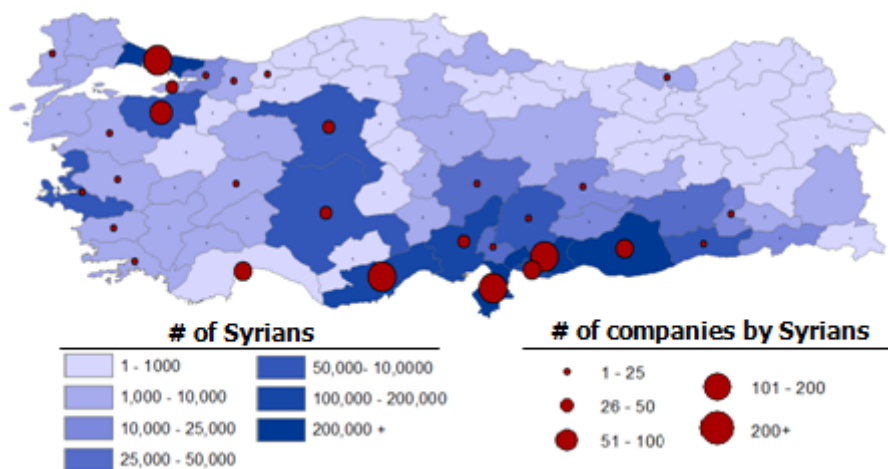 # of Syrians
1 - 1000
1,000 - 10,000
10,000 - 25,000
25,000 - 50,000
50,000- 10,0000
100,000 - 200,000
200,000 +
# of companies by Syrians
1 - 25
26 - 50
51 - 100
101 - 200
200+